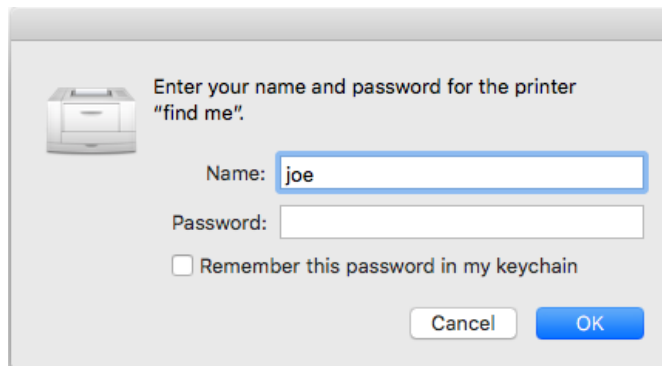 Enter your name and password for the printer
“find me”.
Name: joe
Password:
Remember this password in my keychain
Cancel OK